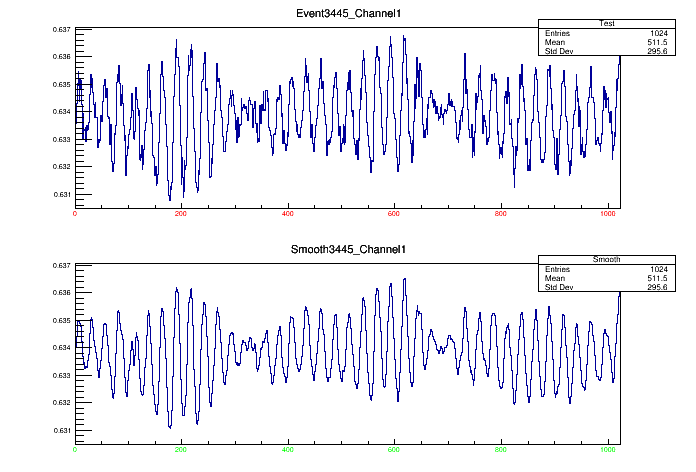 Event3445_Channel1
Test
Entries 1024
Mean 511.5
Std Dev 295.6
0.637
0.636
0.635
0.634
0.633
0.632
0.631
0 200 400 600 800 1000
Smooth3445_Channel1
Smooth
Entries 1024
Mean 511.5
Std Dev 295.6
0.637
0.636
0.635
0.634
0.633
0.632
0.631
0 200 400 600 800 1000